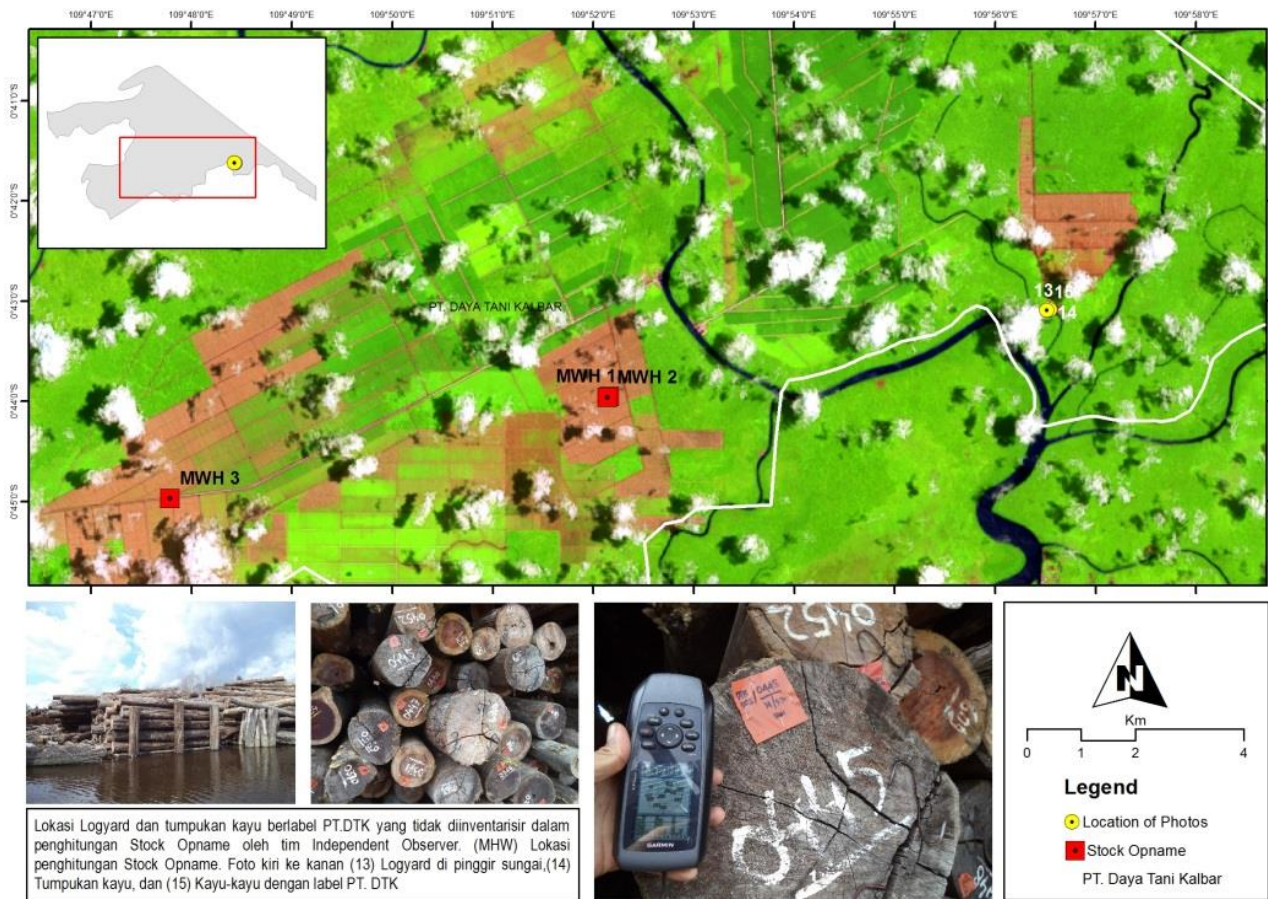 109°47'0"E 109°48'0"E 109°49'0"E 109°50'0"E 109°51'0"E 109°52'0"E 109°53'0"E 109°54'0"E 109°55'0"E 109°56'0"E 109°57'0"E 109°58'0"E
0°41'0"S
0°42'0"S
0°43'0"S
0°44'0"S
0°45'0"S
PT. DAYA TANI KALBAR
13
14
MWH 1 MWH 2
MWH 3
0452
0445
0452
0445
GARMIN
N
Km
0 1 2 4
Legend
Location of Photos
Stock Opname
PT. Daya Tani Kalbar
Lokasi Logyard dan tumpukan kayu berlabel PT.DTK yang tidak diinventarisir dalam
penghitungan Stock Opname oleh tim Independent Observer. (MHW) Lokasi
penghitungan Stock Opname. Foto kiri ke kanan (13) Logyard di pinggir sungai,(14)
Tumpukan kayu, dan (15) Kayu-kayu dengan label PT. DTK